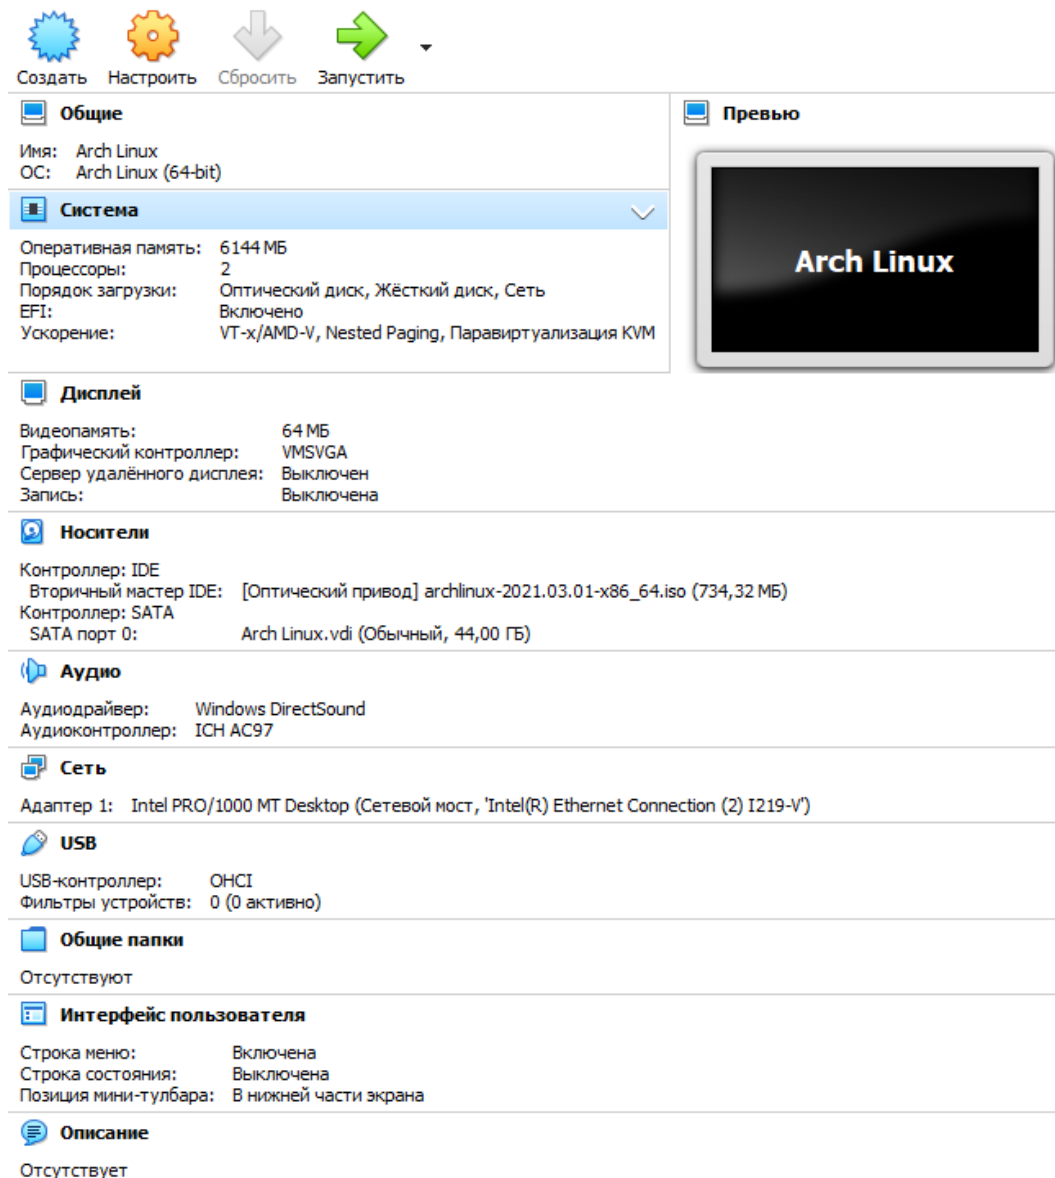 Создать Настроить Сбросить Запустить
Общие
Имя: Arch Linux
ОС: Arch Linux (64-bit)
Превью
Arch Linux
Система
Оперативная память: 6144 МБ
Процессоры: 2
Порядок загрузки: Оптический диск, Жёсткий диск, Сеть
EFI: Включено
Ускорение: VT-x/AMD-V, Nested Paging, Паравиртуализация KVM
Дисплей
Видеопамять: 64 МБ
Графический контроллер: VMSVGA
Сервер удалённого дисплея: Выключен
Запись: Выключена
Носители
Контроллер: IDE
Вторичный мастер IDE: [Оптический привод] archlinux-2021.03.01-x86_64.iso (734,32 МБ)
Контроллер: SATA
SATA порт 0: Arch Linux.vdi (Обычный, 44,00 ГБ)
Аудио
Аудиодрайвер: Windows DirectSound
Аудиоконтроллер: ICH AC97
Сеть
Адаптер 1: Intel PRO/1000 MT Desktop (Сетевой мост, 'Intel(R) Ethernet Connection (2) I219-V')
USB
USB-контроллер: OHCI
Фильтры устройств: 0 (0 активно)
Общие папки
Отсутствуют
Интерфейс пользователя
Строка меню: Включена
Строка состояния: Выключена
Позиция мини-тулбара: В нижней части экрана
Описание
Отсутствует